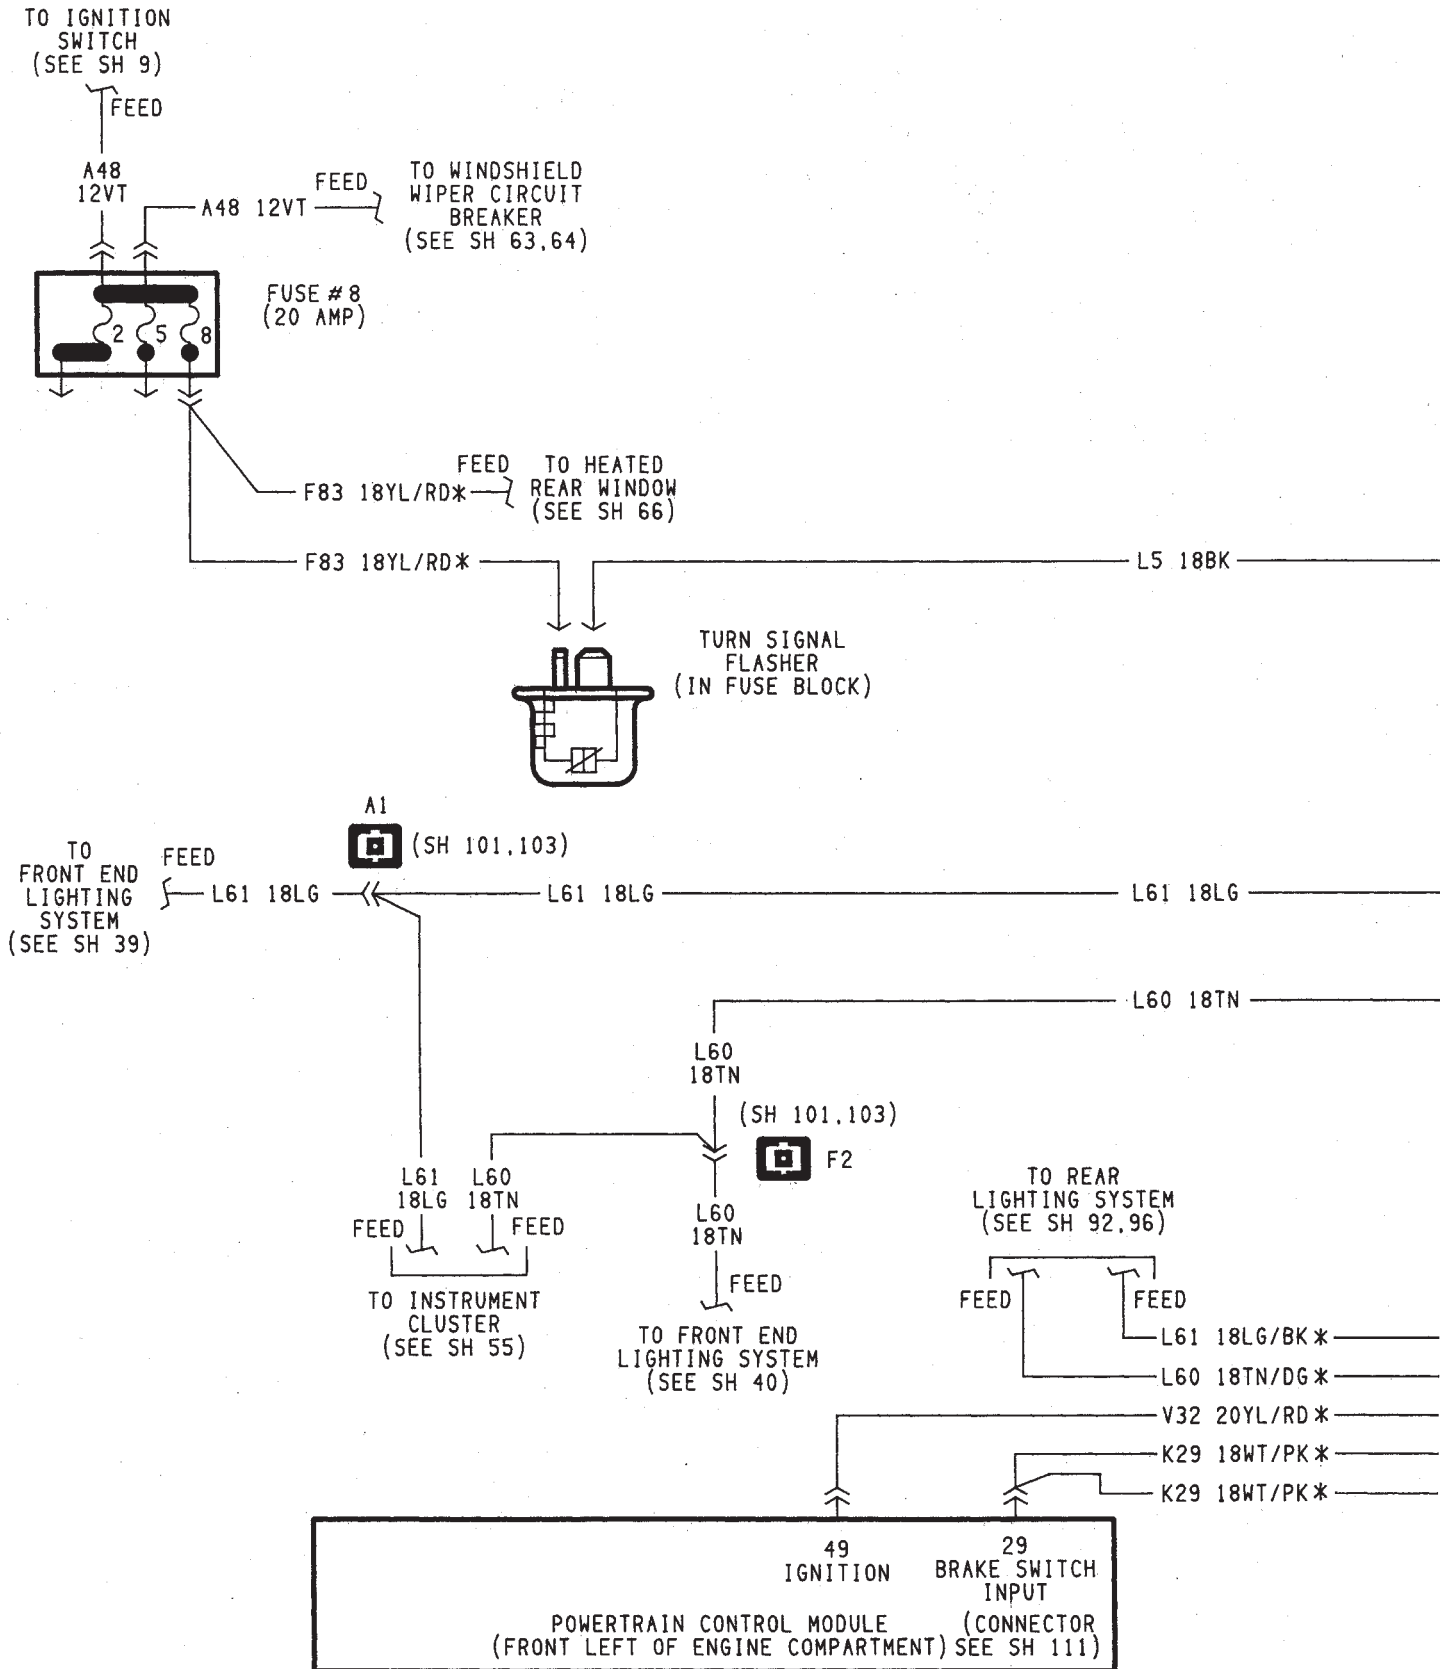 TO IGNITION
SWITCH
(SEE SH 9)
FEED
A48
12VT
A48 12VT
FEED
TO WINDSHIELD
WIPER CIRCUIT
BREAKER
(SEE SH 63,64)
FUSE #8
(20 AMP)
2 5 8
FEED
TO HEATED
REAR WINDOW
(SEE SH 66)
F83 18YL/RD*
F83 18YL/RD*
L5 18BK
TURN SIGNAL
FLASHER
(IN FUSE BLOCK)
A1
(SH 101,103)
TO
FRONT END
LIGHTING
SYSTEM
(SEE SH 39)
FEED
L61 18LG
L61 18LG
L61 18LG
L60 18TN
L60
18TN
(SH 101,103)
F2
L61
18LG
L60
18TN
FEED
FEED
TO INSTRUMENT
CLUSTER
(SEE SH 55)
L60
18TN
FEED
TO FRONT END
LIGHTING SYSTEM
(SEE SH 40)
TO REAR
LIGHTING SYSTEM
(SEE SH 92,96)
FEED
FEED
L61 18LG/BK*
L60 18TN/DG*
V32 20YL/RD*
K29 18WT/PK*
K29 18WT/PK*
49
IGNITION
29
BRAKE SWITCH
INPUT
POWERTRAIN CONTROL MODULE
(FRONT LEFT OF ENGINE COMPARTMENT)
(CONNECTOR
SEE SH 111)